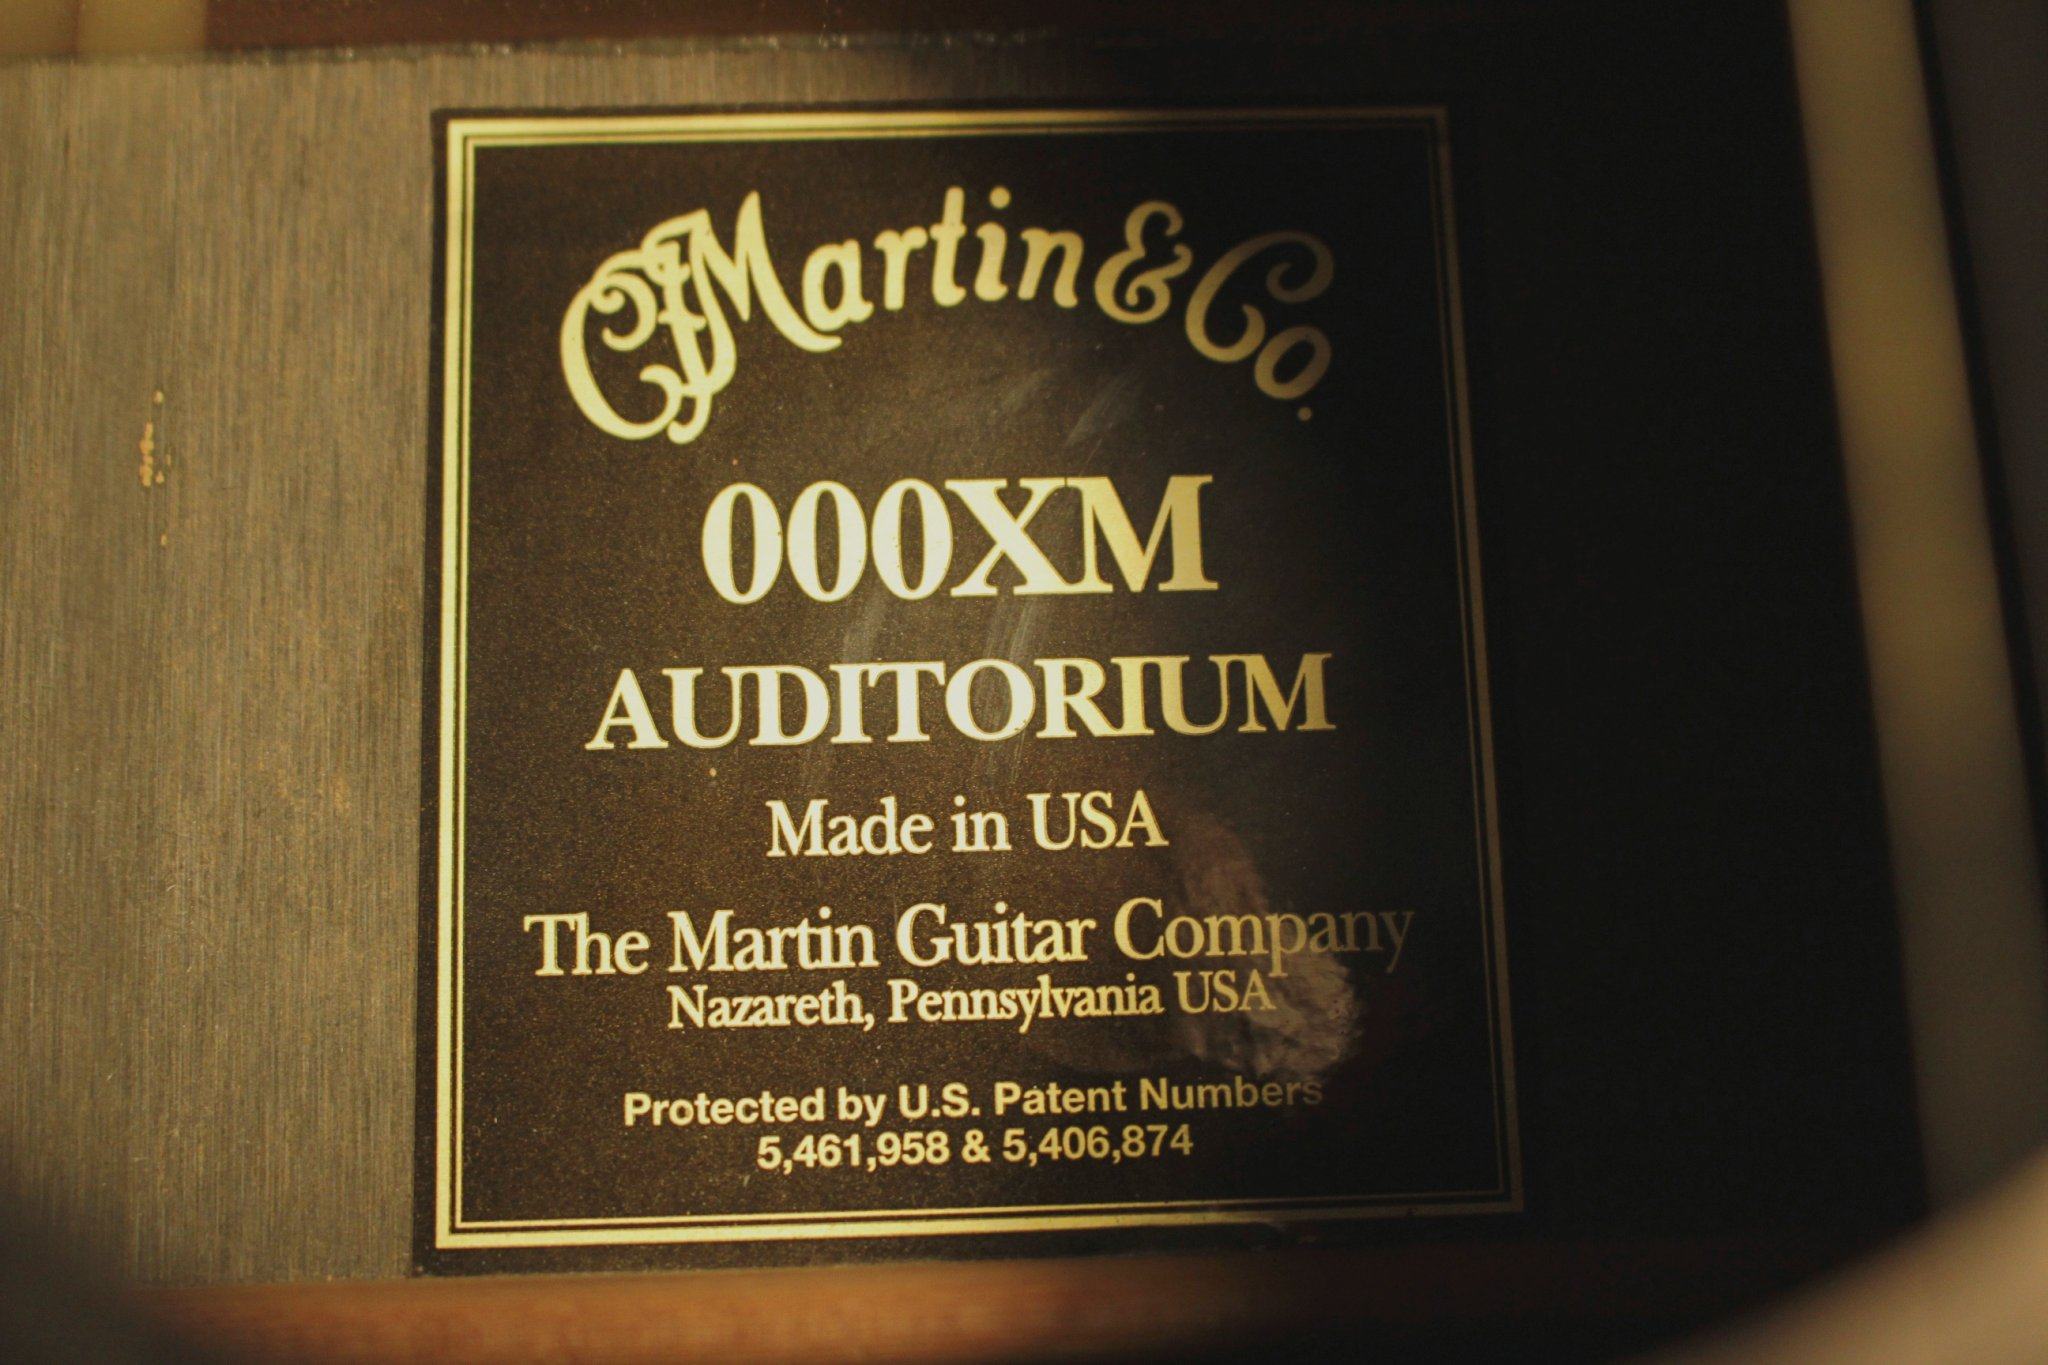 CFMartin & Co.
000XM
AUDITORIUM
Made in USA
The Martin Guitar Company
Nazareth, Pennsylvania USA
Protected by U.S. Patent Numbers
5,461,958 & 5,406,874